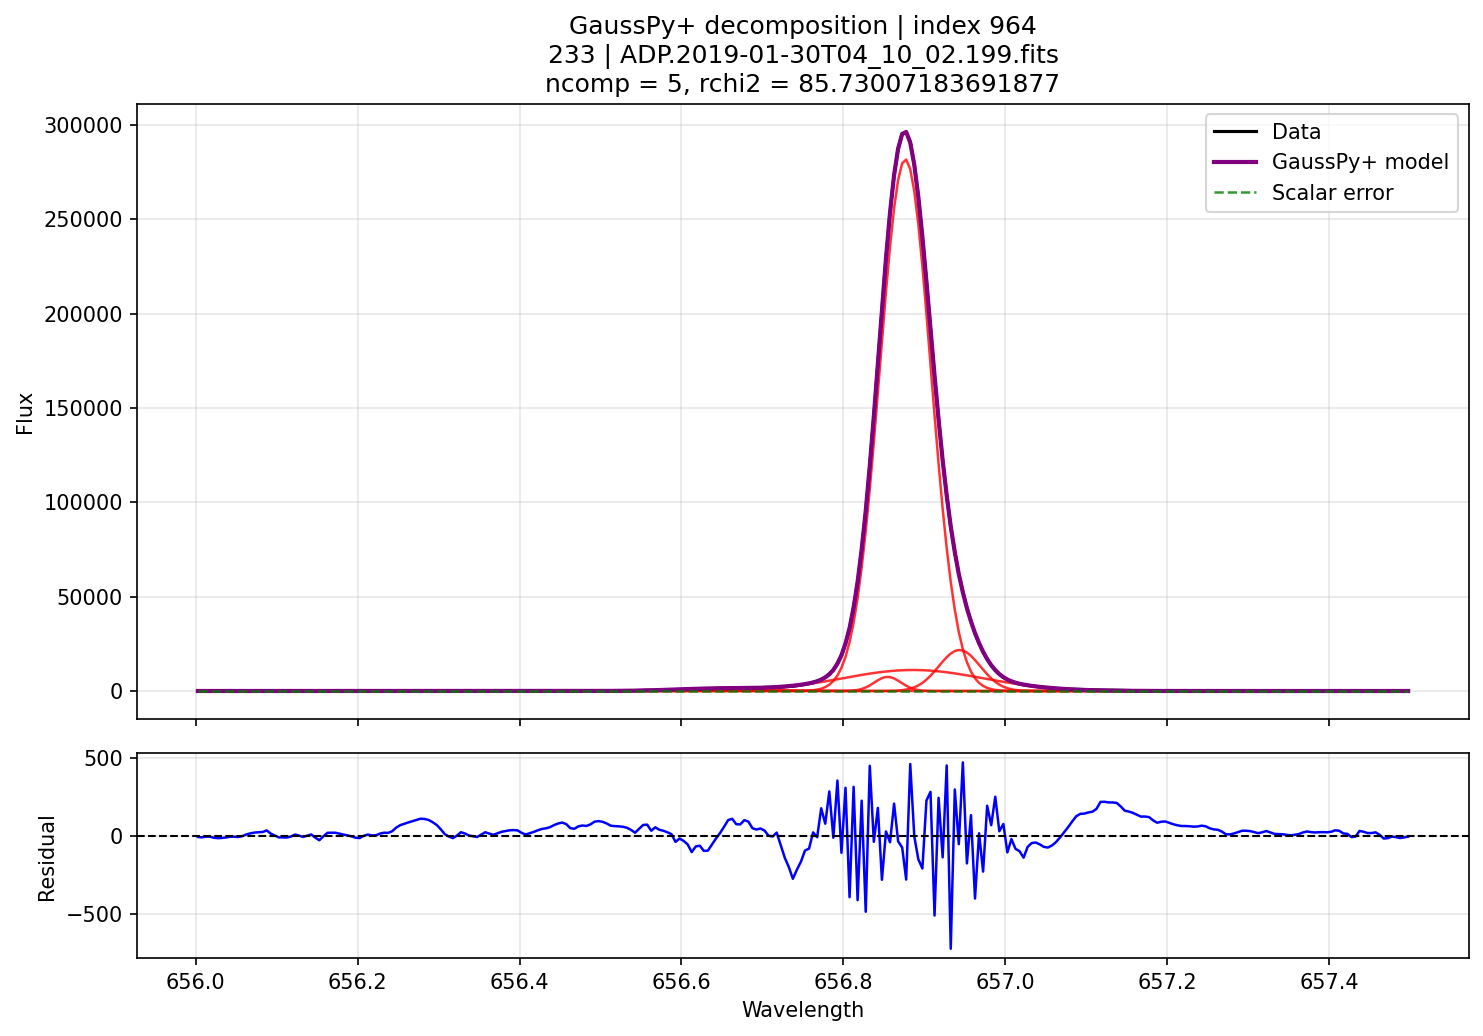 GaussPy+ decomposition | index 964
233 | ADP.2019-01-30T04_10_02.199.fits
ncomp = 5, rchi2 = 85.73007183691877
300000
250000
200000
150000
100000
50000
0
Flux
Data
GaussPy+ model
Scalar error
500
0
−500
Residual
656.0
656.2
656.4
656.6
656.8
657.0
657.2
657.4
Wavelength